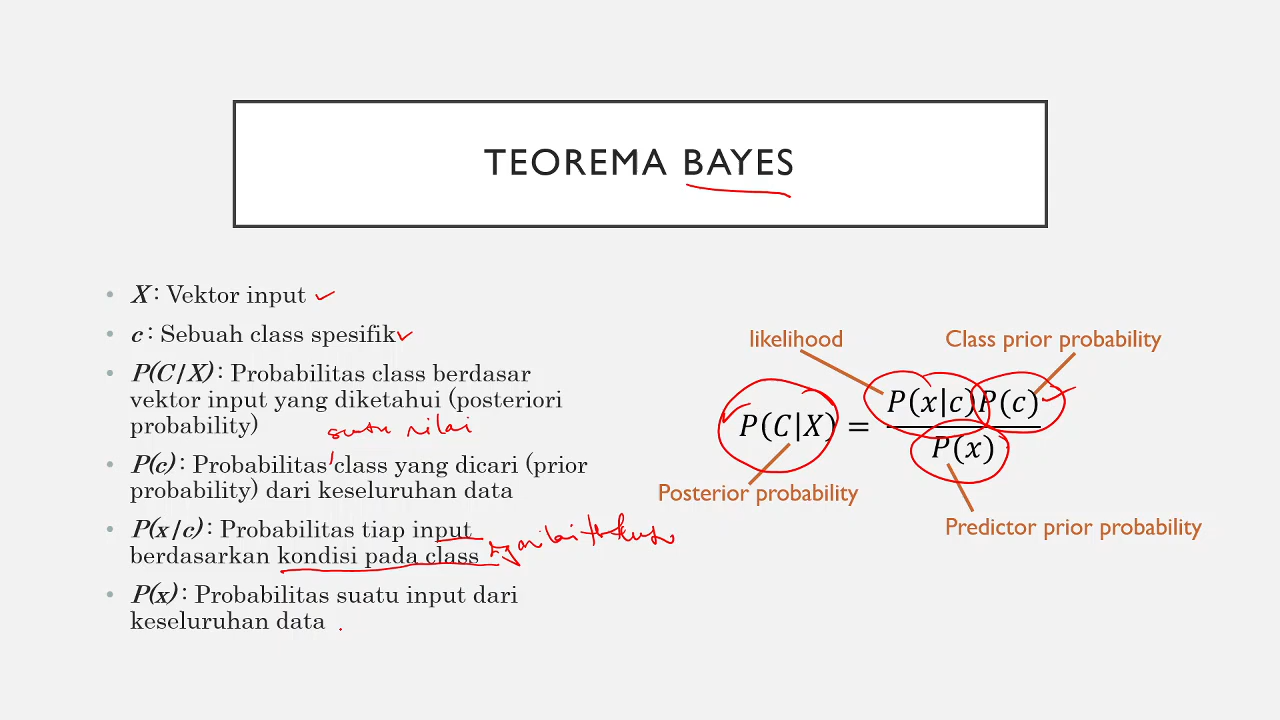 TEOREMA BAYES
• X : Vektor input
• c : Sebuah class spesifik
• P(C|X) : Probabilitas class berdasar
vektor input yang diketahui (posteriori
probability)
suatu nilai
• P(c) : Probabilitas class yang dicari (prior
probability) dari keseluruhan data
• P(x|c) : Probabilitas tiap input
berdasarkan kondisi pada class
nilai
• P(x) : Probabilitas suatu input dari
keseluruhan data
likelihood
Class prior probability
P(C|X) = P(x|c)P(c)
P(x)
Posterior probability
Predictor prior probability